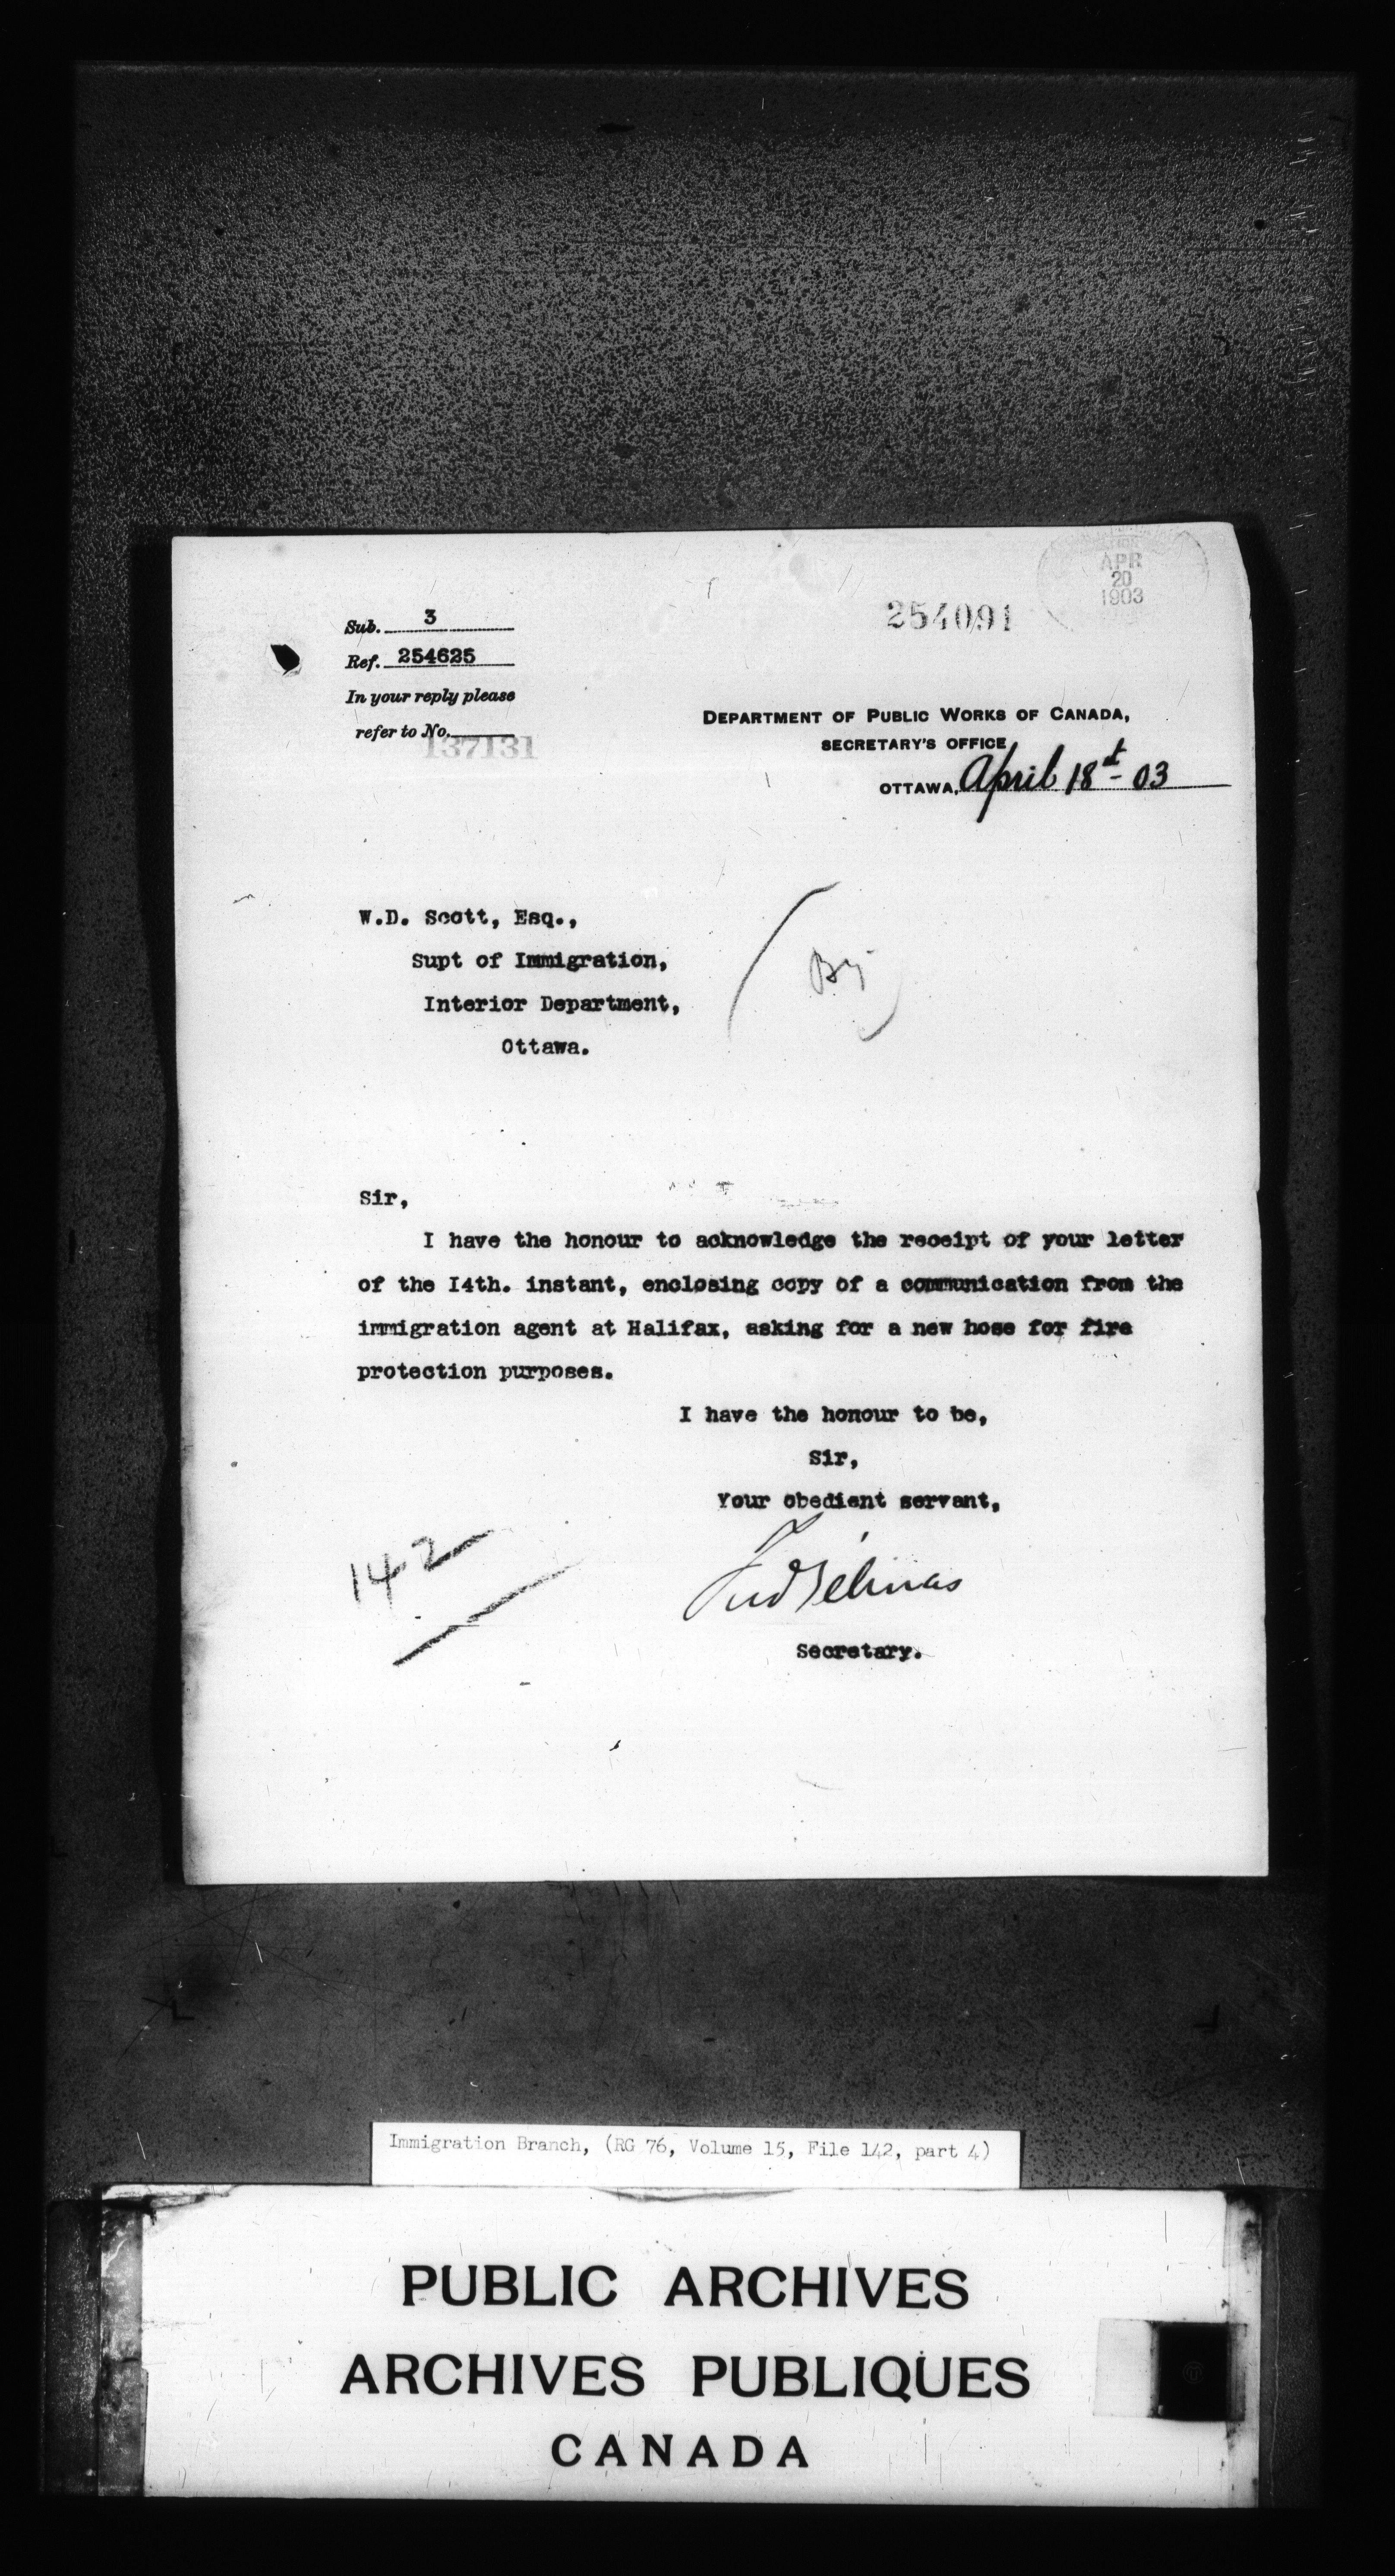 APR
20
1903
254091
Sub. 3
Ref. 254625
In your reply please
refer to No.
137131
DEPARTMENT OF PUBLIC WORKS OF CANADA,
SECRETARY'S OFFICE,
OTTAWA, April 18th 03
W.D. Scott, Esq.,
Supt of Immigration,
Interior Department,
Ottawa.
Sir,
I have the honour to acknowledge the receipt of your letter
of the I4th. instant, enclosing copy of a communication from the
immigration agent at Halifax, asking for a new hose for fire
protection purposes.
I have the honour to be,
Sir,
Your obedient servant,
Fred Gélinas
Secretary.
142
Immigration Branch, (RG 76, Volume 15, File 142, part 4)
PUBLIC ARCHIVES
ARCHIVES PUBLIQUES
CANADA